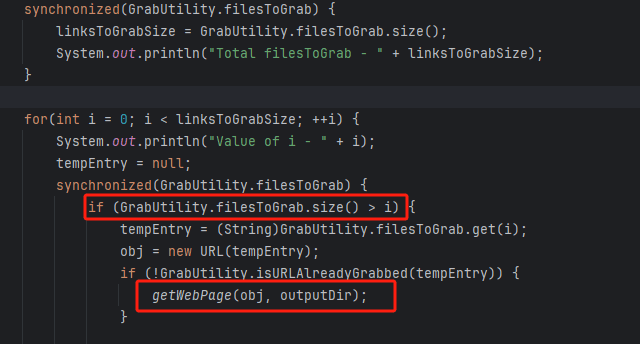 synchronized(GrabUtility.filesToGrab) {
    linksToGrabSize = GrabUtility.filesToGrab.size();
    System.out.println("Total filesToGrab - " + linksToGrabSize);
}
for(int i = 0; i < linksToGrabSize; ++i) {
    System.out.println("Value of i - " + i);
    tempEntry = null;
    synchronized(GrabUtility.filesToGrab) {
        if (GrabUtility.filesToGrab.size() > i) {
            tempEntry = (String)GrabUtility.filesToGrab.get(i);
            obj = new URL(tempEntry);
            if (!GrabUtility.isURLAlreadyGrabbed(tempEntry)) {
                getWebPage(obj, outputDir);
            }